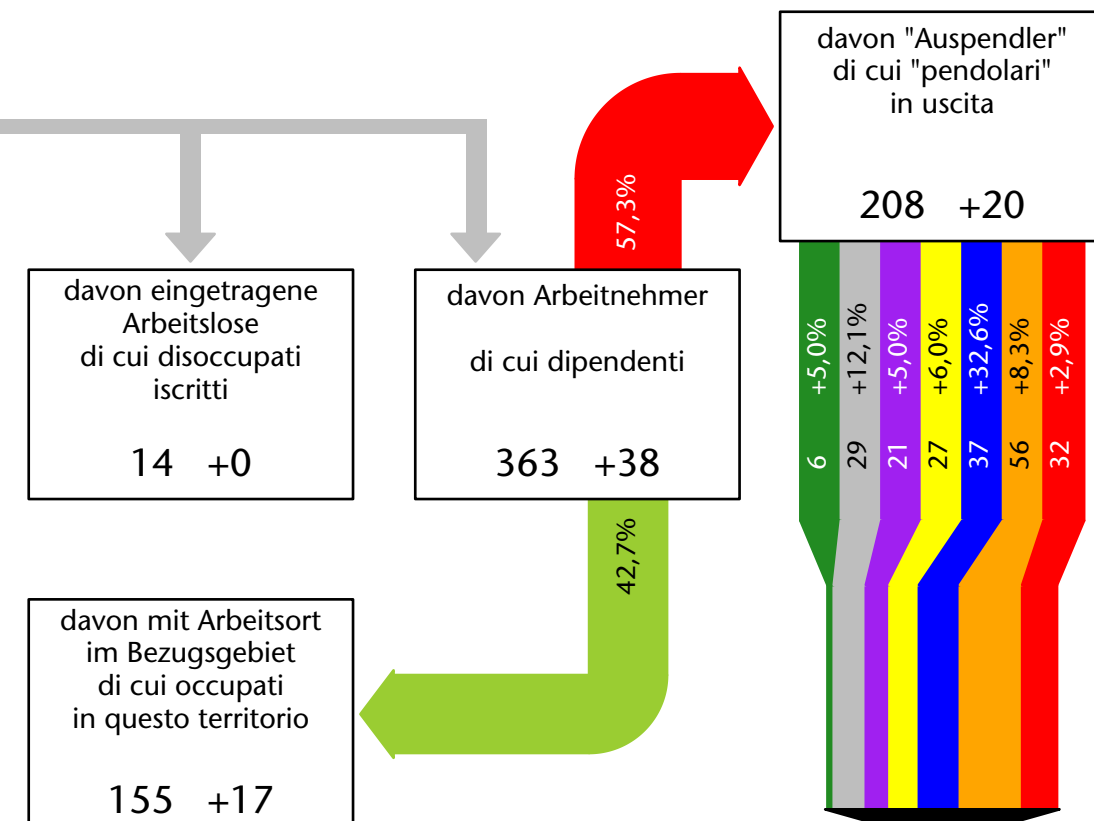 davon "Auspendler"
di cui "pendolari"
in uscita
208 +20
57,3%
davon eingetragene
Arbeitslose
di cui disoccupati
iscritti
14 +0
davon Arbeitnehmer
di cui dipendenti
363 +38
6 +5,0%
29 +12,1%
21 +5,0%
27 +6,0%
37 +32,6%
56 +8,3%
32 +2,9%
42,7%
davon mit Arbeitsort
im Bezugsgebiet
di cui occupati
in questo territorio
155 +17